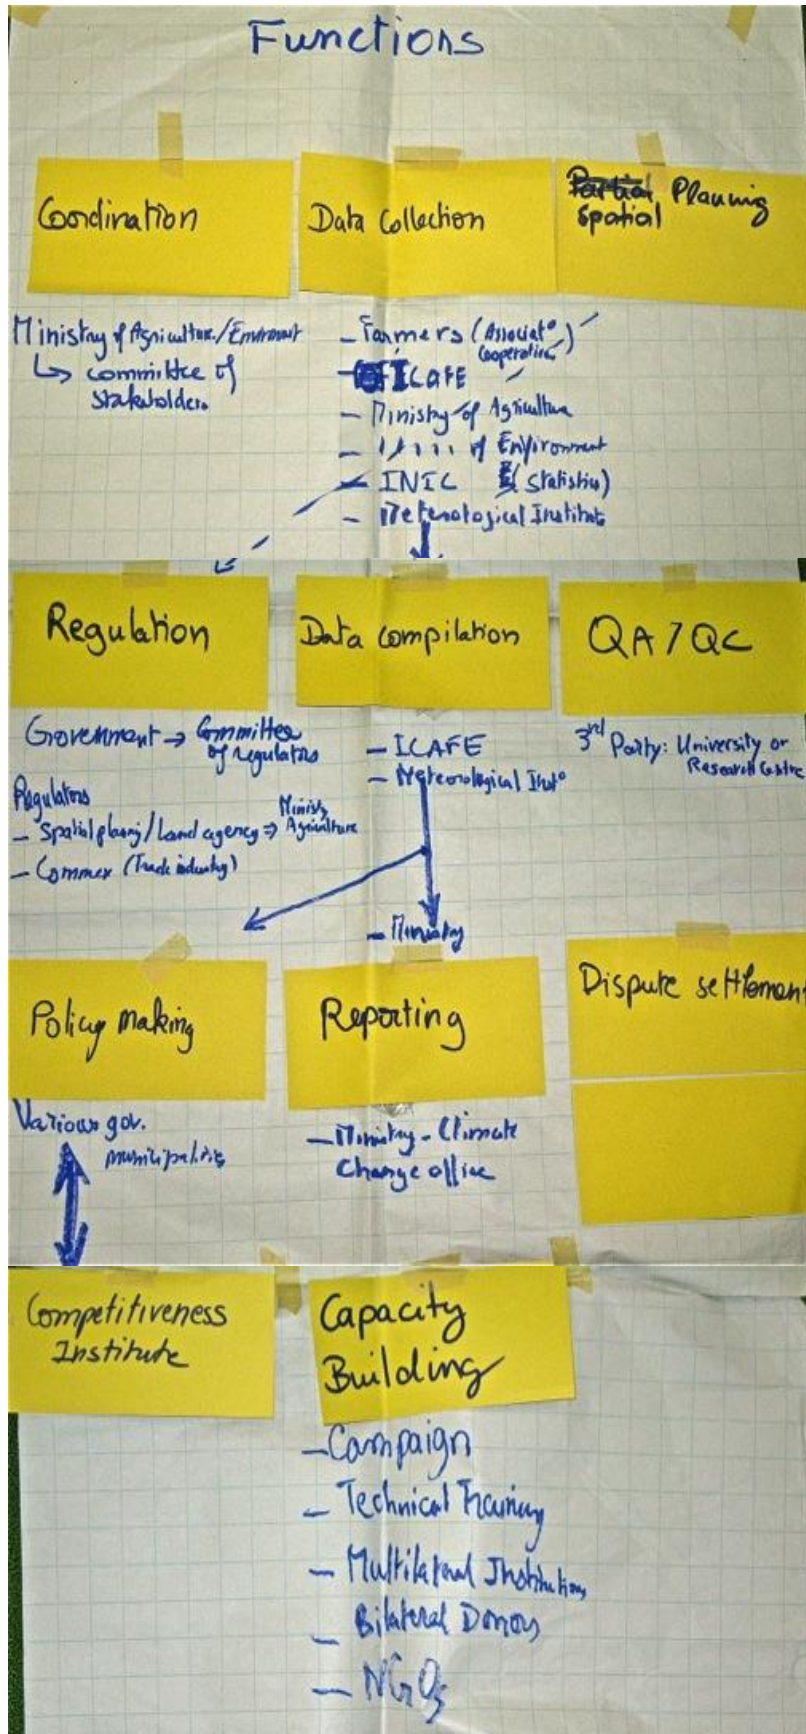 Functions
Coordination
Data Collection
Partial Planning
Spatial
Ministry of Agriculture/Environment
↳ committee of
stakeholders.
- Farmers (Associat°
Cooperative)
- ICAFE
- Ministry of Agriculture
- " " " of Environment
- INIC (Statistics)
- Meterological Institute
Regulation
Data compilation
QA/QC
Government → Committee
of regulators
Regulators
- Spatial planing/Land agency ⇒ Ministry
Agriculture
- Commex (Trade industry)
- ICAFE
- Meteorological Inst°
- Ministry
3rd Party: University or
Research Centre
Policy making
Reporting
Dispute settlement
Various gov.
municipalities
- Ministry - Climate
Change office
Competitiveness
Institute
Capacity
Building
- Campaign
- Technical Training
- Multilateral Institutions
- Bilateral Donors
- NGOs